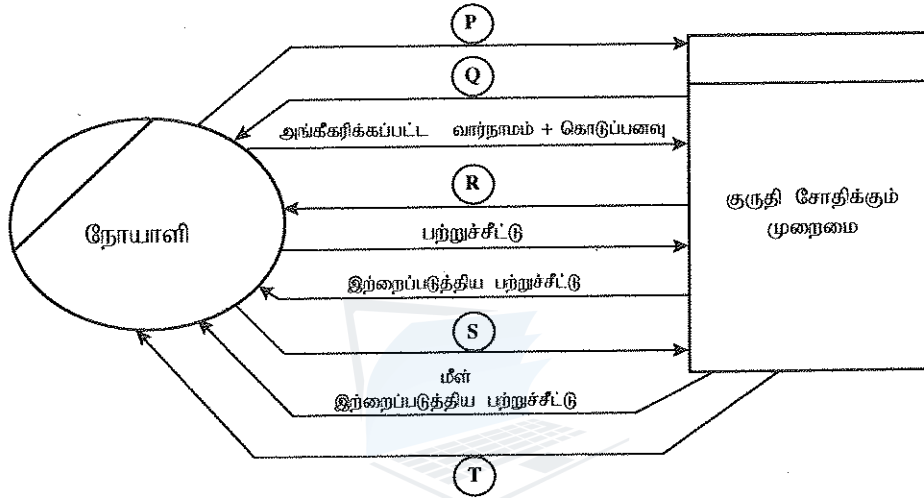 P
Q
அங்கீகரிக்கப்பட்ட வார்நாமம் + கொடுப்பனவு
R
குருதி சோதிக்கும்
முறைமை
நோயாளி
பற்றுச்சீட்டு
இற்றைப்படுத்திய பற்றுச்சீட்டு
S
மீள்
இற்றைப்படுத்திய பற்றுச்சீட்டு
T